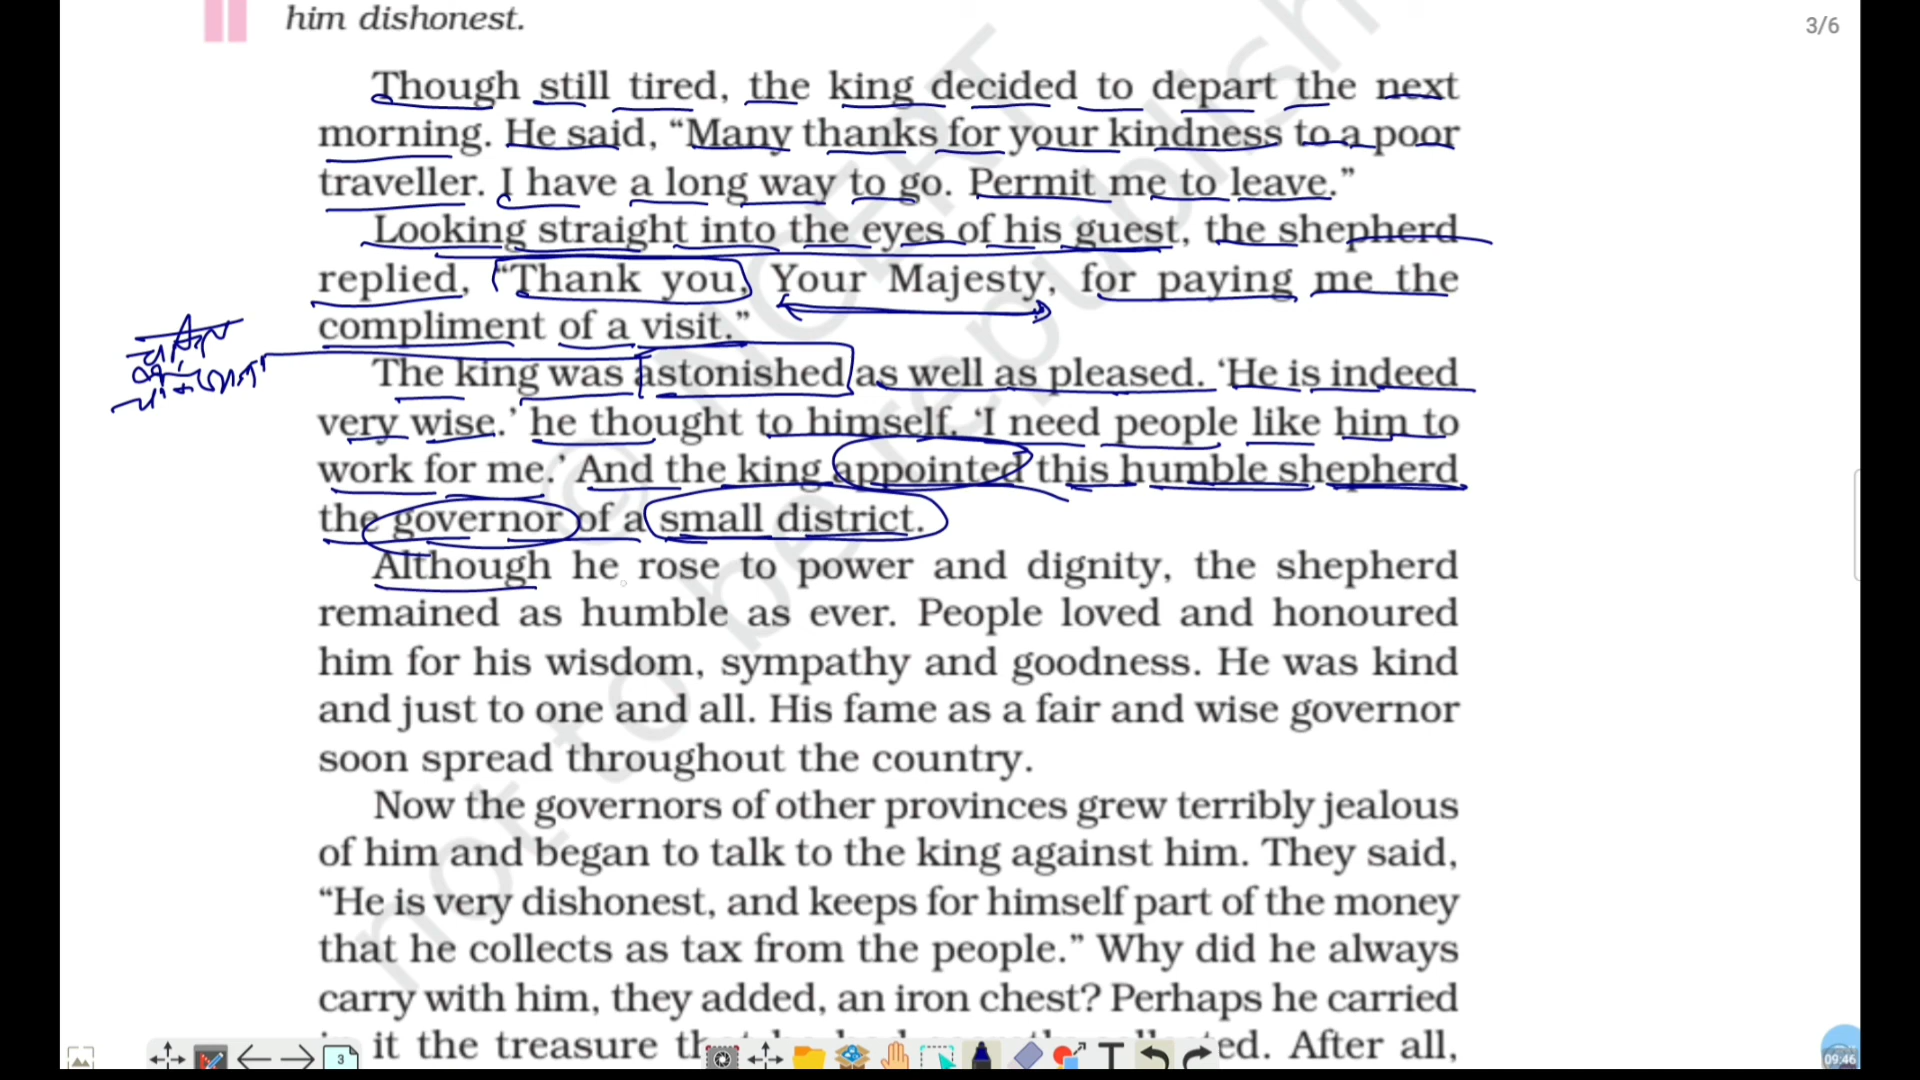 him dishonest.
3/6
Though still tired, the king decided to depart the next
morning. He said, “Many thanks for your kindness to a poor
traveller. I have a long way to go. Permit me to leave.”
Looking straight into the eyes of his guest, the shepherd
replied, “Thank you, Your Majesty, for paying me the
compliment of a visit.”
The king was astonished as well as pleased. ‘He is indeed
very wise.’ he thought to himself. ‘I need people like him to
work for me.’ And the king appointed this humble shepherd
the governor of a small district.
Although he rose to power and dignity, the shepherd
remained as humble as ever. People loved and honoured
him for his wisdom, sympathy and goodness. He was kind
and just to one and all. His fame as a fair and wise governor
soon spread throughout the country.
Now the governors of other provinces grew terribly jealous
of him and began to talk to the king against him. They said,
“He is very dishonest, and keeps for himself part of the money
that he collects as tax from the people.” Why did he always
carry with him, they added, an iron chest? Perhaps he carried
it the treasure
After all,
© NCERT
not to be republish
3
T
09:46